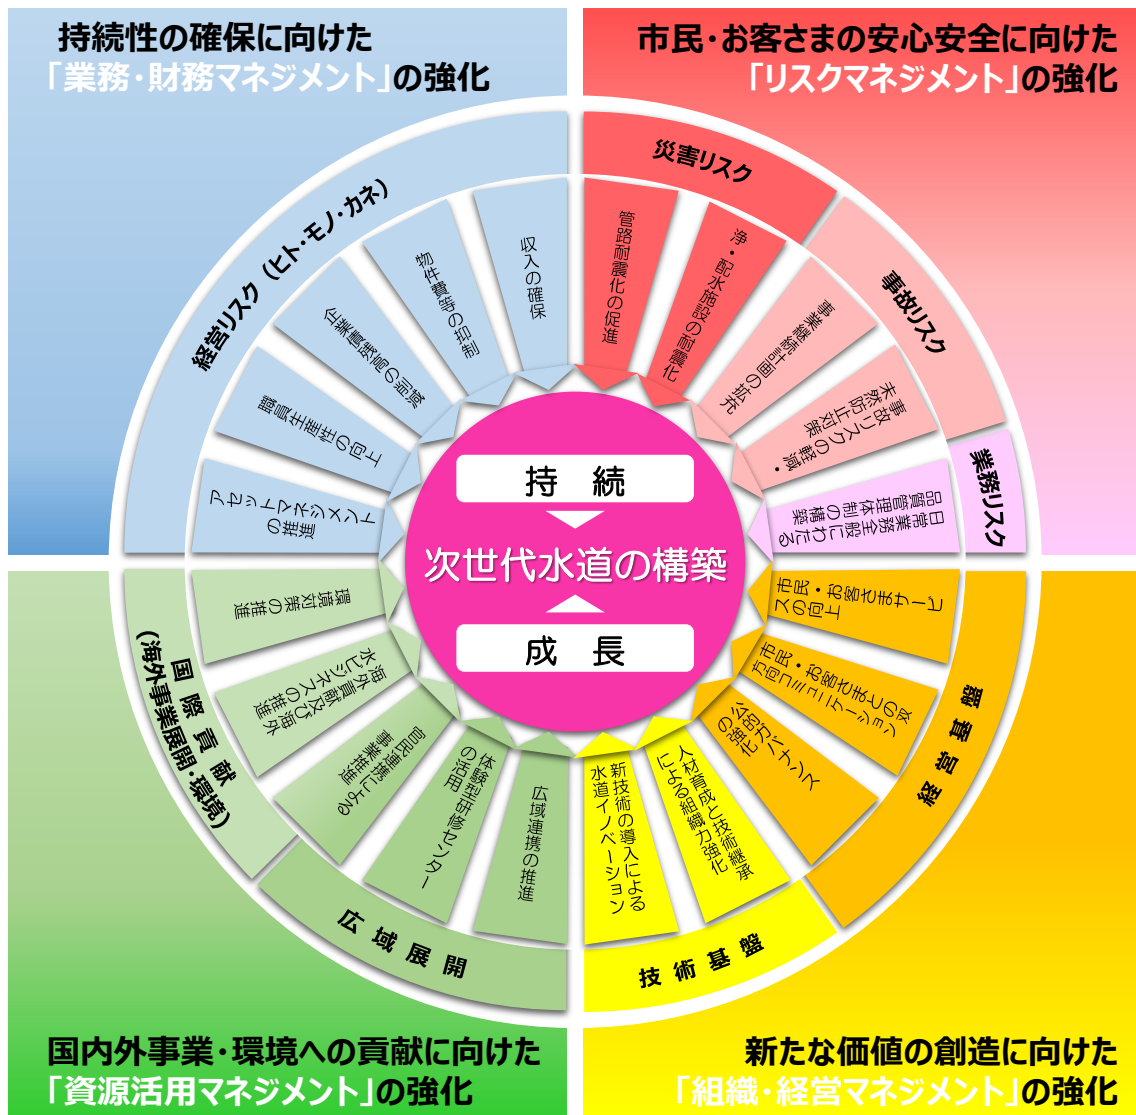 持続性の確保に向けた
「業務・財務マネジメント」の強化
市民・お客さまの安心安全に向けた
「リスクマネジメント」の強化
経営リスク（ヒト・モノ・カネ）
アセットマネジメント
の推進
職員生産性の向上
企業債残高の削減
物件費等の抑制
収入の確保
災害リスク
管路耐震化の促進
浄・配水施設の耐震化
事故リスク
事業継続計画の拡充
事故リスクの軽減・
未然防止対策
業務リスク
日常業務全般にわたる
品質管理体制の構築
持 続
次世代水道の構築
成 長
経営基盤
市民・お客さまサービ
スの向上
市民・お客さまとの双
方向コミュニケーション
公的ガバナンス
の強化
技術基盤
人材育成と技術継承
による組織力強化
新技術の導入による
水道イノベーション
広域展開
広域連携の推進
体験型研修センター
の活用
官民連携による
事業推進
国際貢献
（海外事業展開・環境）
海外貢献及び海外
水ビジネスの推進
環境対策の推進
国内外事業・環境への貢献に向けた
「資源活用マネジメント」の強化
新たな価値の創造に向けた
「組織・経営マネジメント」の強化